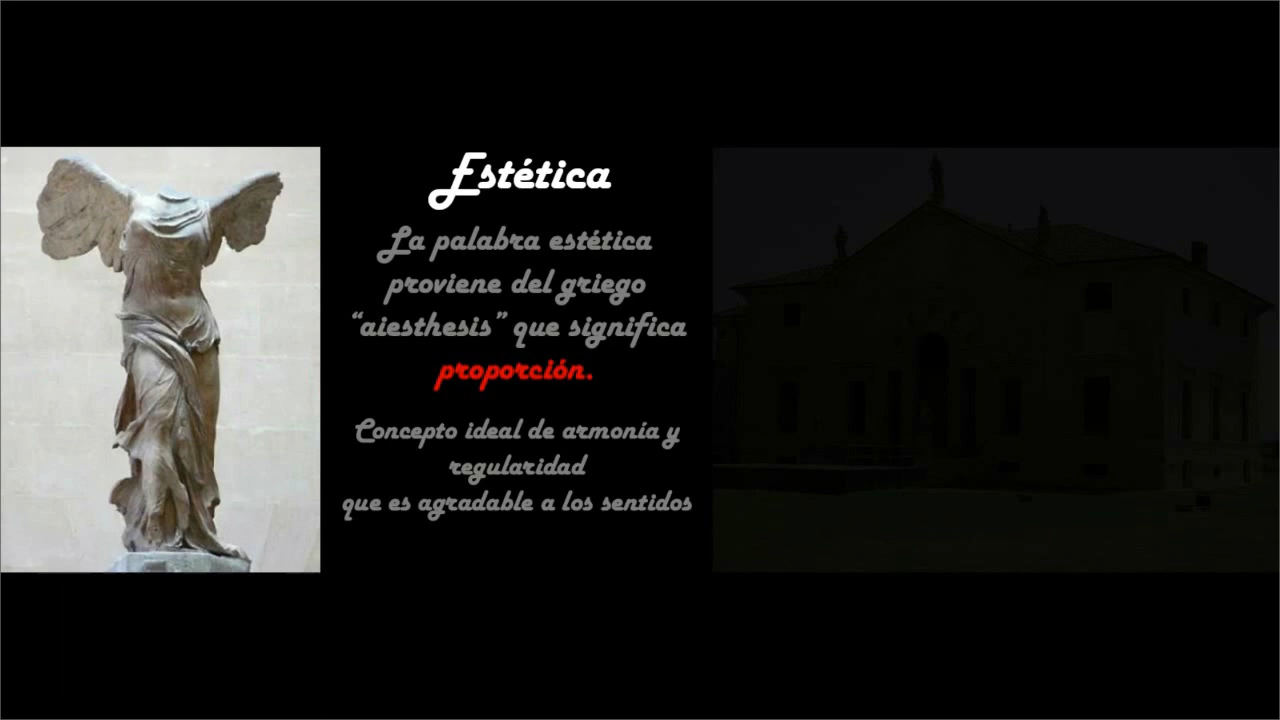 Estética
La palabra estética
proviene del griego
“aiesthesis” que significa
proporción.
Concepto ideal de armonía y
regularidad
que es agradable a los sentidos